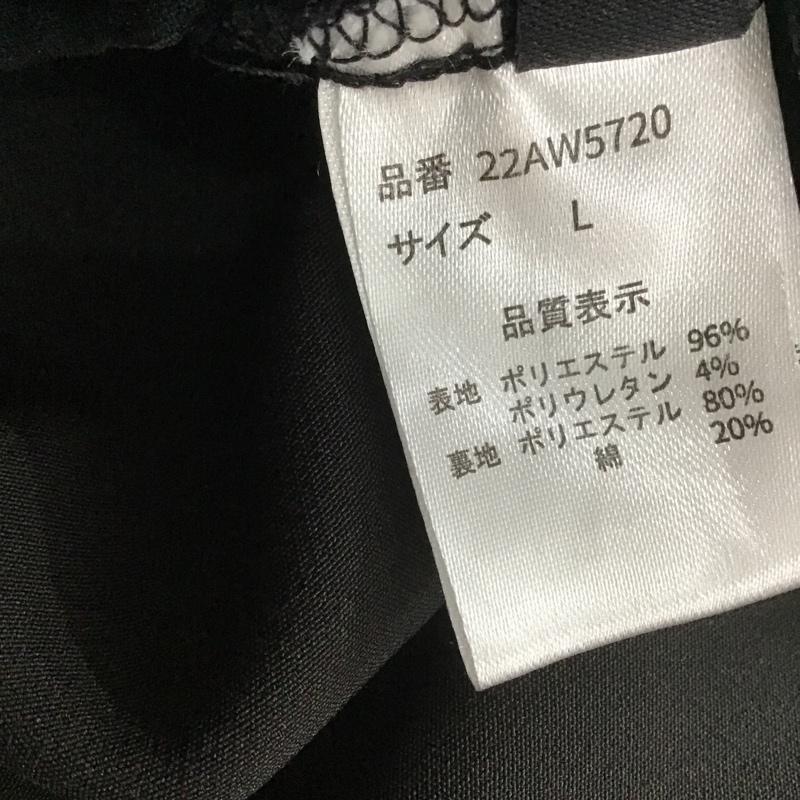 品番 22AW5720
サイズ L
品質表示
表地 ポリエステル 96%
ポリウレタン 4%
裏地 ポリエステル 80%
綿 20%